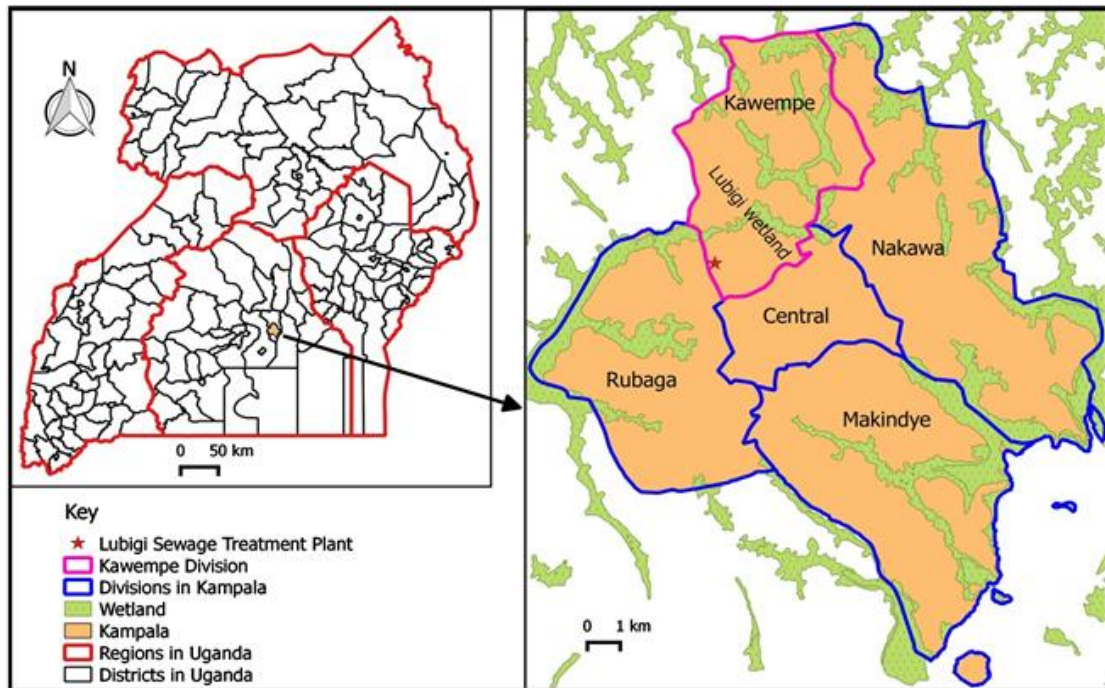 N
0 50 km
Key
Lubigi Sewage Treatment Plant
Kawempe Division
Divisions in Kampala
Wetland
Kampala
Regions in Uganda
Districts in Uganda
Kawempe
Lubigi wetland
Nakawa
Central
Rubaga
Makindye
0 1 km